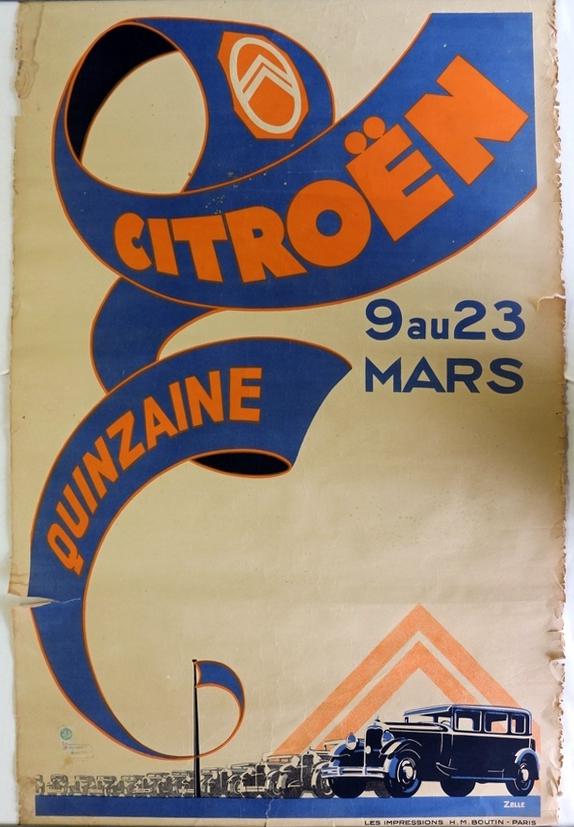 CITROËN
9 au 23
MARS
QUINZAINE
ZELLE
LES IMPRESSIONS H. M. BOUTIN - PARIS